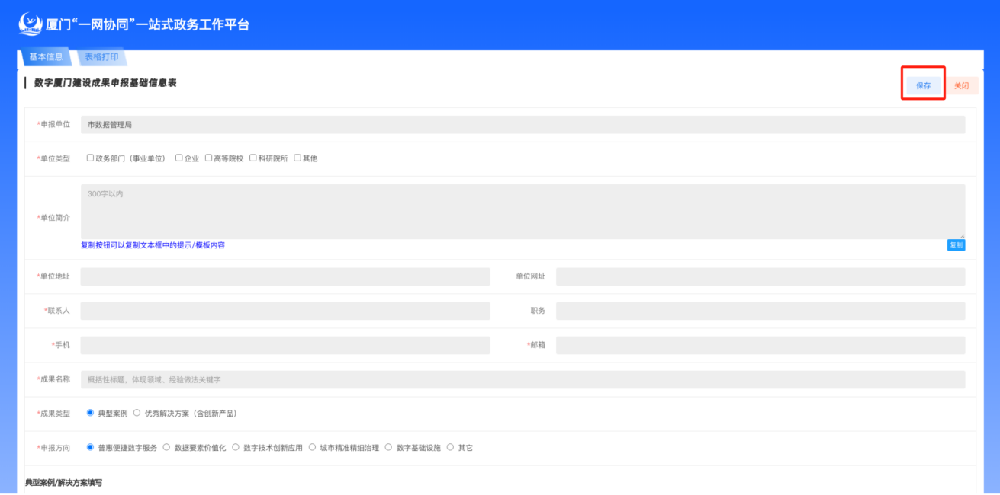 厦门“一网协同”一站式政务工作平台
基本信息 表格打印
数字厦门建设成果申报基础信息表
保存 关闭
*申报单位 市数据管理局
*单位类型 政务部门（事业单位） 企业 高等院校 科研院所 其他
*单位简介 300字以内
复制按钮可以复制文本框中的提示/模板内容 复制
*单位地址 单位网址
*联系人 职务
*手机 *邮箱
*成果名称 概括性标题，体现领域、经验做法关键字
*成果类型 典型案例 优秀解决方案（含创新产品）
*申报方向 普惠便捷数字服务 数据要素价值化 数字技术创新应用 城市精准精细治理 数字基础设施 其它
典型案例/解决方案填写